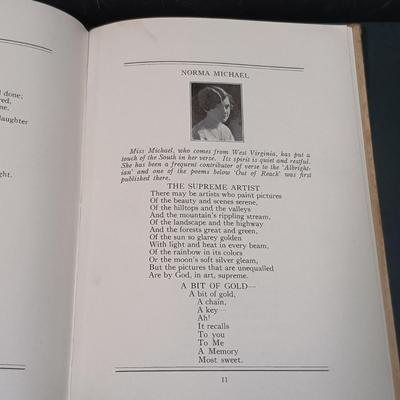 d done;
red,
ne.
laughter
ght.
NORMA MICHAEL
Miss Michael, who comes from West Virginia, has put a
touch of the South in her verse. Its spirit is quiet and restful.
She has been a frequent contributor of verse to the 'Albright-
ian' and one of the poems below 'Out of Reach' was first
published there.
THE SUPREME ARTIST
There may be artists who paint pictures
Of the beauty and scenes serene,
Of the hilltops and the valleys
And the mountain's rippling stream,
Of the landscape and the highway
And the forests great and green,
Of the sun so glarey golden
With light and heat in every beam,
Of the rainbow in its colors
Or the moon's soft silver gleam,
But the pictures that are unequalled
Are by God, in art, supreme.
A BIT OF GOLD—
A bit of gold,
A chain,
A key—
Ah!
It recalls
To you
To Me
A Memory
Most sweet.
11